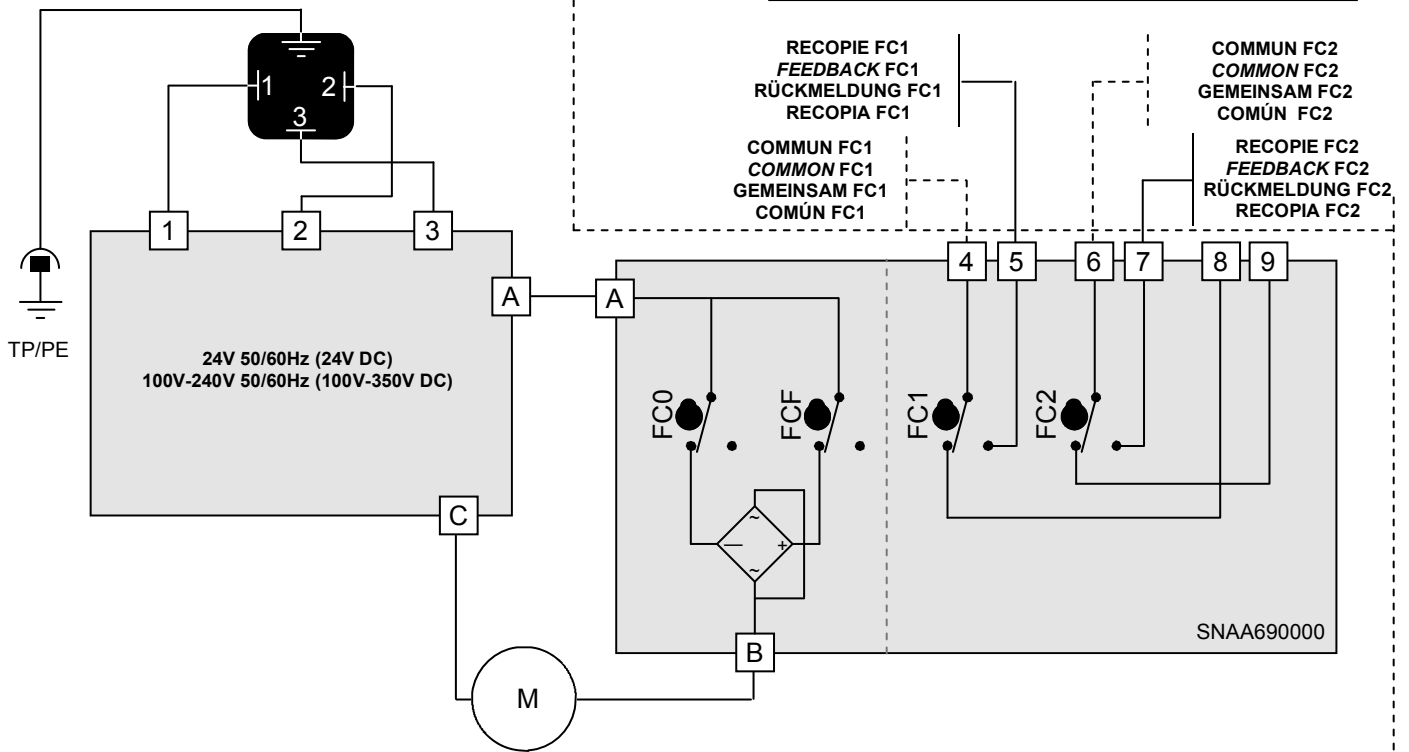 RECOPIE FC1
FEEDBACK FC1
RÜCKMELDUNG FC1
RECOPIA FC1
COMMUN FC2
COMMON FC2
GEMEINSAM FC2
COMÚN FC2
COMMUN FC1
COMMON FC1
GEMEINSAM FC1
COMÚN FC1
RECOPIE FC2
FEEDBACK FC2
RÜCKMELDUNG FC2
RECOPIA FC2
1
2
3
1
2
3
4
5
6
7
8
9
A
A
TP/PE
24V 50/60Hz (24V DC)
100V-240V 50/60Hz (100V-350V DC)
FC0
FCF
FC1
FC2
~
—
+
~
C
B
SNAA690000
M